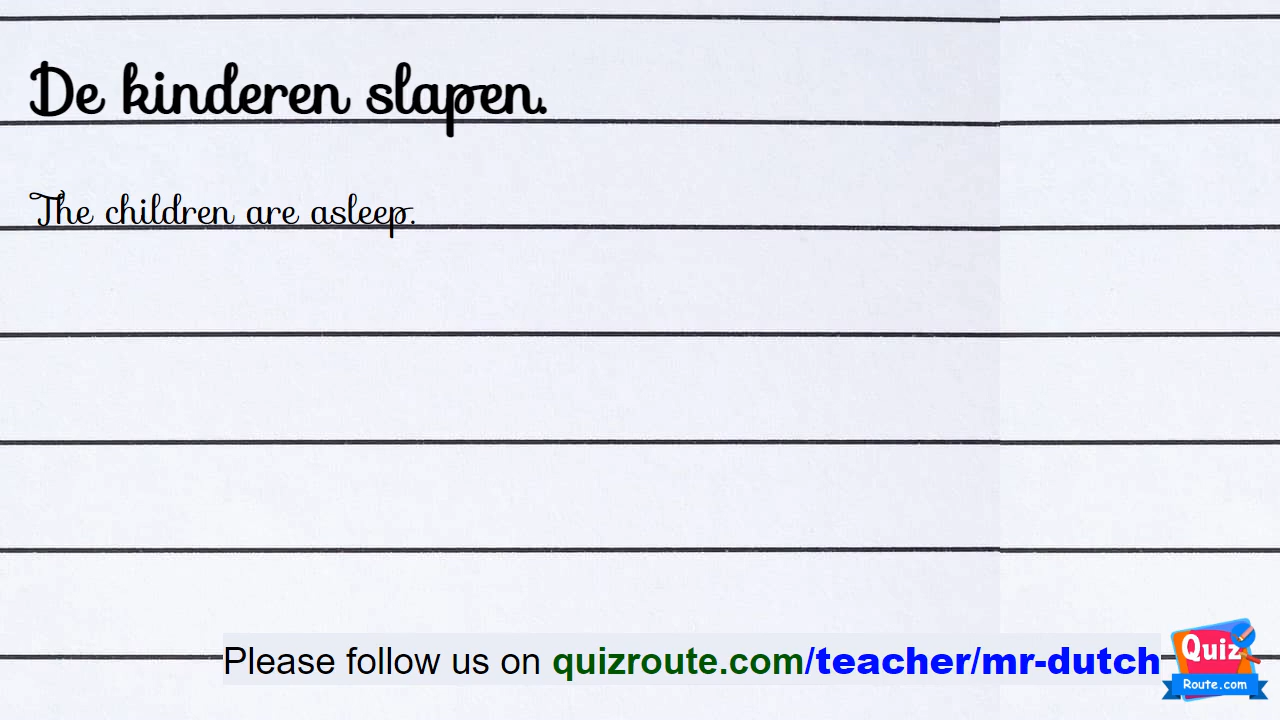 De kinderen slapen.
The children are asleep.
Please follow us on quizroute.com/teacher/mr-dutch
Quiz
Route.com